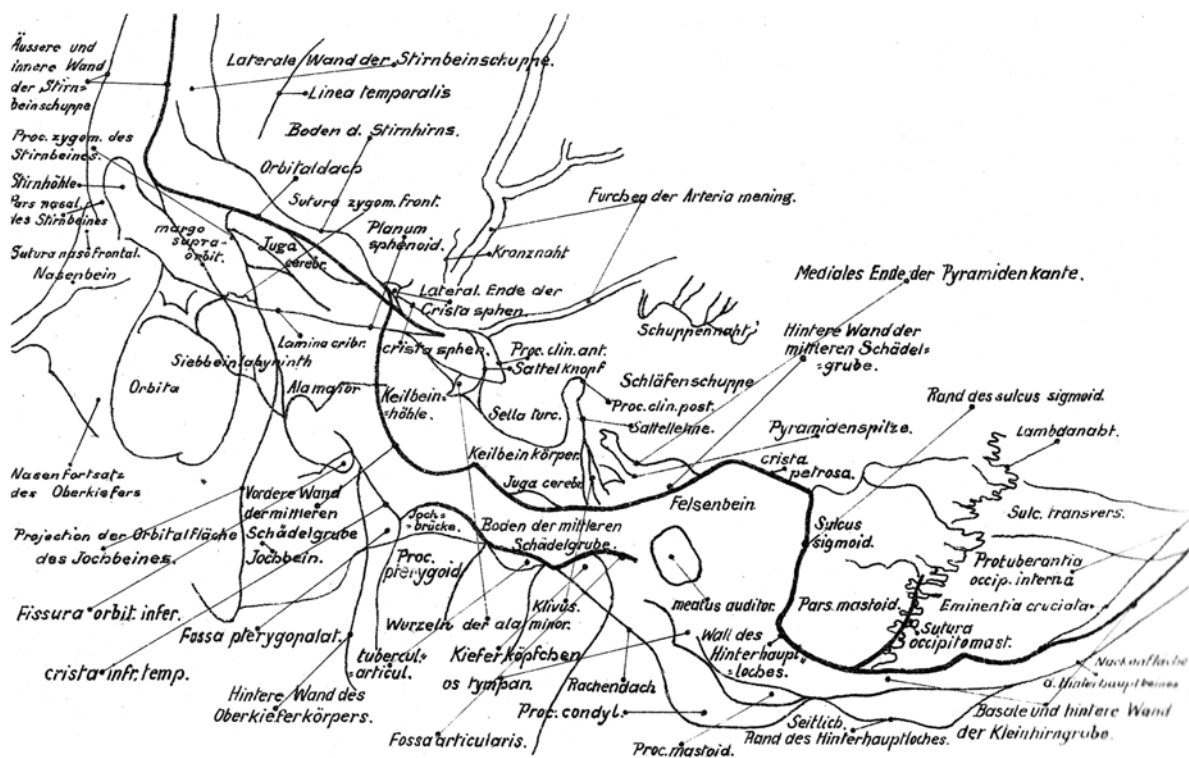 Äussere und
innere Wand
der Stirn=
beinschuppe
Laterale Wand der Stirnbeinschuppe.
Linea temporalis
Boden d. Stirnhirns.
Proc. zygom. des
Stirnbeines.
Orbitaldach
Stirnhöhle
Sutura zygom. front.
Furchen der Arteria mening.
Pars nasal.
des Stirnbeines
margo
supra-
orbit.
Juga
cerebr.
Planum
sphenoid.
Kranznaht
Sutura nasofrontal.
Nasenbein
Mediales Ende der Pyramidenkante.
Lateral. Ende der
Crista sphen.
Schuppennaht
Hintere Wand der
mittleren Schädel=
=grube.
Lamina cribr.
crista sphen.
Proc. clin. ant.
Sattelknopf
Siebbeinlabyrinth
Orbita
Ala major
Keilbein=
=höhle.
Sella turc.
Schläfenschuppe
Proc. clin. post.
Sattellehne.
Rand des sulcus sigmoid.
Pyramidenspitze.
Lambdanaht.
Keilbeinkörper.
crista
petrosa.
Nasenfortsatz
des Oberkiefers
Vordere Wand
der mittleren
Schädelgrube
Jochbein.
Juga cerebr.
Felsenbein
Sulc. transvers.
Joch=
=brücke.
Boden der mittleren
Schädelgrube.
Sulcus
sigmoid.
Projection der Orbitalfläche
des Jochbeines.
Proc.
pterygoid.
Protuberantia
occip. interna
Fissura orbit. infer.
Klivus.
meatus auditor.
Pars. mastoid.
Eminentia cruciata
Fossa pterygopalat.
Wurzeln der ala minor.
Wall des
Hinterhaupt
=loches.
Sutura
occipitomast.
crista infr. temp.
tubercul.=
articul.
Kieferköpfchen
os tympan.
Rachendach
Nackenfläche
d. Hinterhauptbeines
Hintere Wand des
Oberkieferkörpers.
Proc. condyl.
Seitlich.
Rand des Hinterhauptloches.
Basale und hintere Wand
der Kleinhirngrube.
Fossa articularis.
Proc. mastoid.